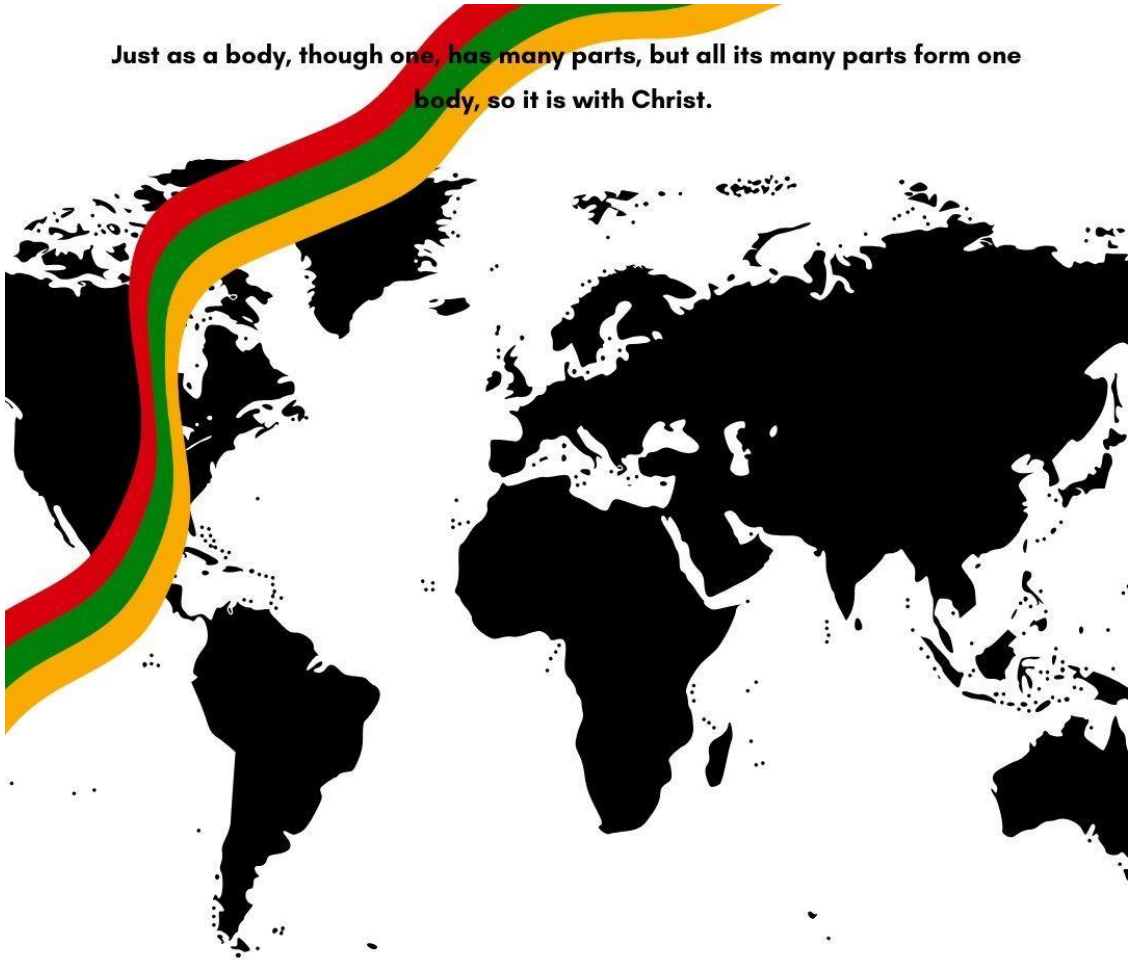 Just as a body, though one, has many parts, but all its many parts form one
body, so it is with Christ.